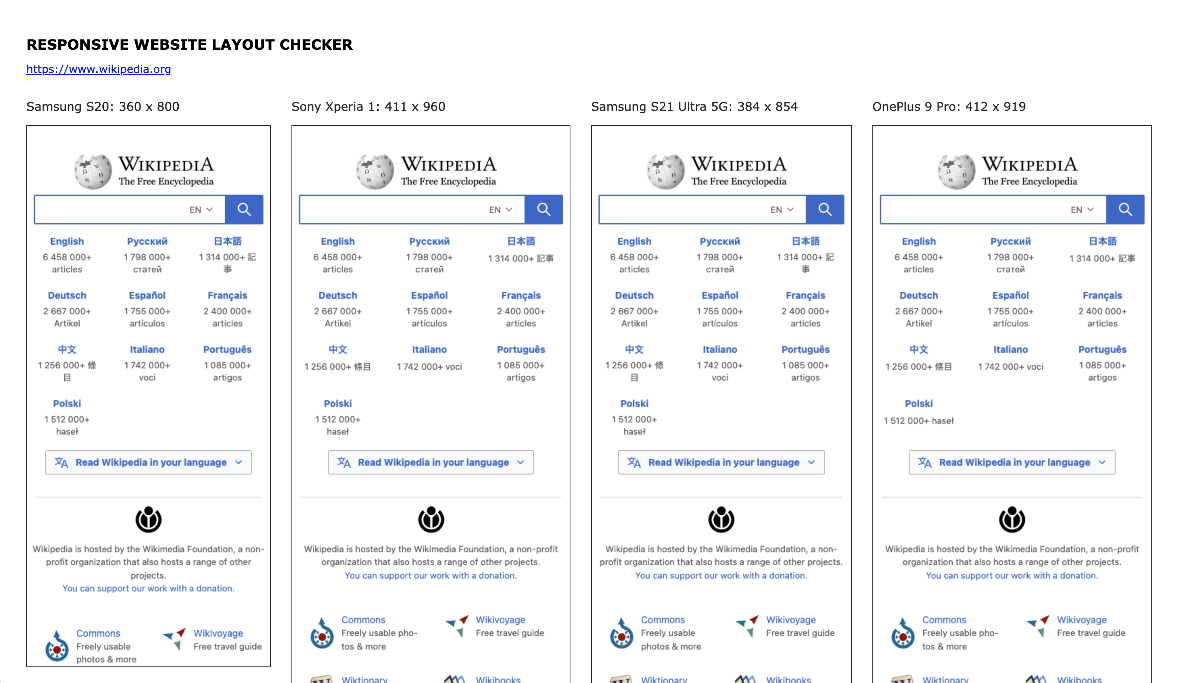 RESPONSIVE WEBSITE LAYOUT CHECKER
https://www.wikipedia.org
Samsung S20: 360 x 800
WIKIPEDIA
The Free Encyclopedia
EN
English
Русский
日本語
6 458 000+
1 798 000+
1 314 000+ 記
articles
статей
事
Deutsch
Español
Français
2 667 000+
1 755 000+
2 400 000+
Artikel
artículos
articles
中文
Italiano
Português
1 256 000+ 條
1 742 000+
1 085 000+
目
voci
artigos
Polski
1 512 000+
haseł
Read Wikipedia in your language
Wikipedia is hosted by the Wikimedia Foundation, a non-
profit organization that also hosts a range of other
projects.
You can support our work with a donation.
Commons
Freely usable
photos & more
Wikivoyage
Free travel guide
Sony Xperia 1: 411 x 960
WIKIPEDIA
The Free Encyclopedia
EN
English
Русский
日本語
6 458 000+
1 798 000+
1 314 000+ 記事
articles
статей
Deutsch
Español
Français
2 667 000+
1 755 000+
2 400 000+
Artikel
artículos
articles
中文
Italiano
Português
1 256 000+ 條目
1 742 000+ voci
1 085 000+
artigos
Polski
1 512 000+
haseł
Read Wikipedia in your language
Wikipedia is hosted by the Wikimedia Foundation, a non-profit
organization that also hosts a range of other projects.
You can support our work with a donation.
Commons
Freely usable pho-
tos & more
Wikivoyage
Free travel guide
Wiktionary
Wikibooks
Samsung S21 Ultra 5G: 384 x 854
WIKIPEDIA
The Free Encyclopedia
EN
English
Русский
日本語
6 458 000+
1 798 000+
1 314 000+ 記
articles
статей
事
Deutsch
Español
Français
2 667 000+
1 755 000+
2 400 000+
Artikel
artículos
articles
中文
Italiano
Português
1 256 000+ 條
1 742 000+
1 085 000+
目
voci
artigos
Polski
1 512 000+
haseł
Read Wikipedia in your language
Wikipedia is hosted by the Wikimedia Foundation, a non-
profit organization that also hosts a range of other projects.
You can support our work with a donation.
Commons
Freely usable
photos & more
Wikivoyage
Free travel guide
Wiktionary
Wikibooks
OnePlus 9 Pro: 412 x 919
WIKIPEDIA
The Free Encyclopedia
EN
English
Русский
日本語
6 458 000+
1 798 000+
1 314 000+ 記事
articles
статей
Deutsch
Español
Français
2 667 000+
1 755 000+
2 400 000+
Artikel
artículos
articles
中文
Italiano
Português
1 256 000+ 條目
1 742 000+ voci
1 085 000+
artigos
Polski
1 512 000+ haseł
Read Wikipedia in your language
Wikipedia is hosted by the Wikimedia Foundation, a non-profit
organization that also hosts a range of other projects.
You can support our work with a donation.
Commons
Freely usable pho-
tos & more
Wikivoyage
Free travel guide
Wiktionary
Wikibooks